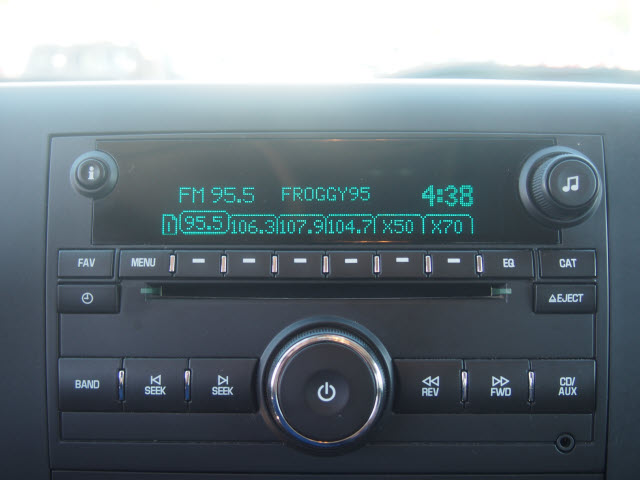 FM 95.5 FROGGY95 4:38
1 95.5 106.3 107.9 104.7 X50 X70
FAV MENU EQ CAT
EJECT
BAND SEEK SEEK REV FWD CD/AUX